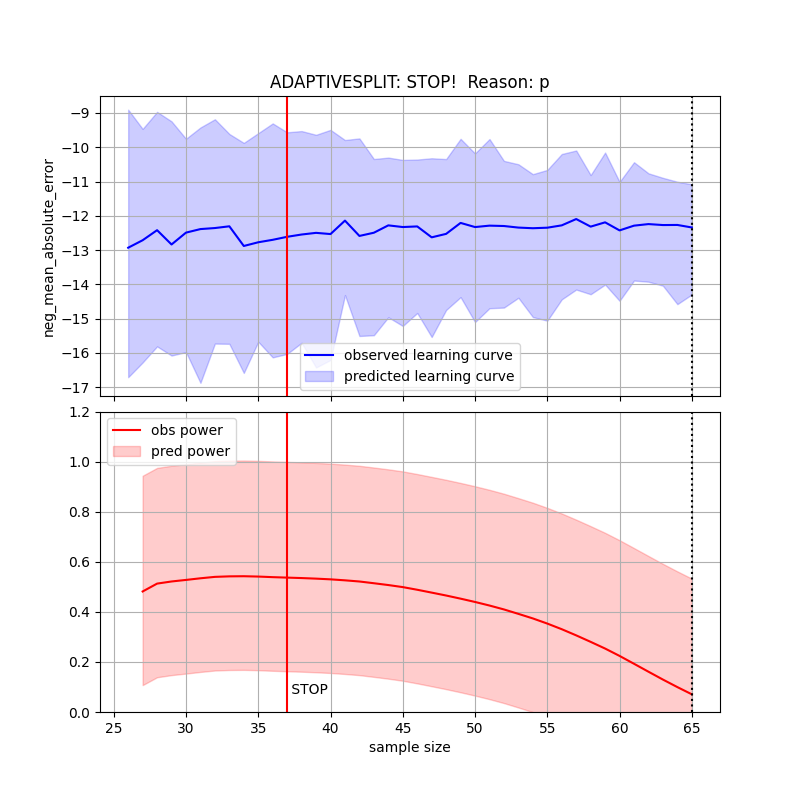 ADAPTIVESPLIT: STOP!  Reason: p
neg_mean_absolute_error
−9
−10
−11
−12
−13
−14
−15
−16
−17
observed learning curve
predicted learning curve
1.2
1.0
0.8
0.6
0.4
0.2
0.0
obs power
pred power
STOP
25 30 35 40 45 50 55 60 65
sample size